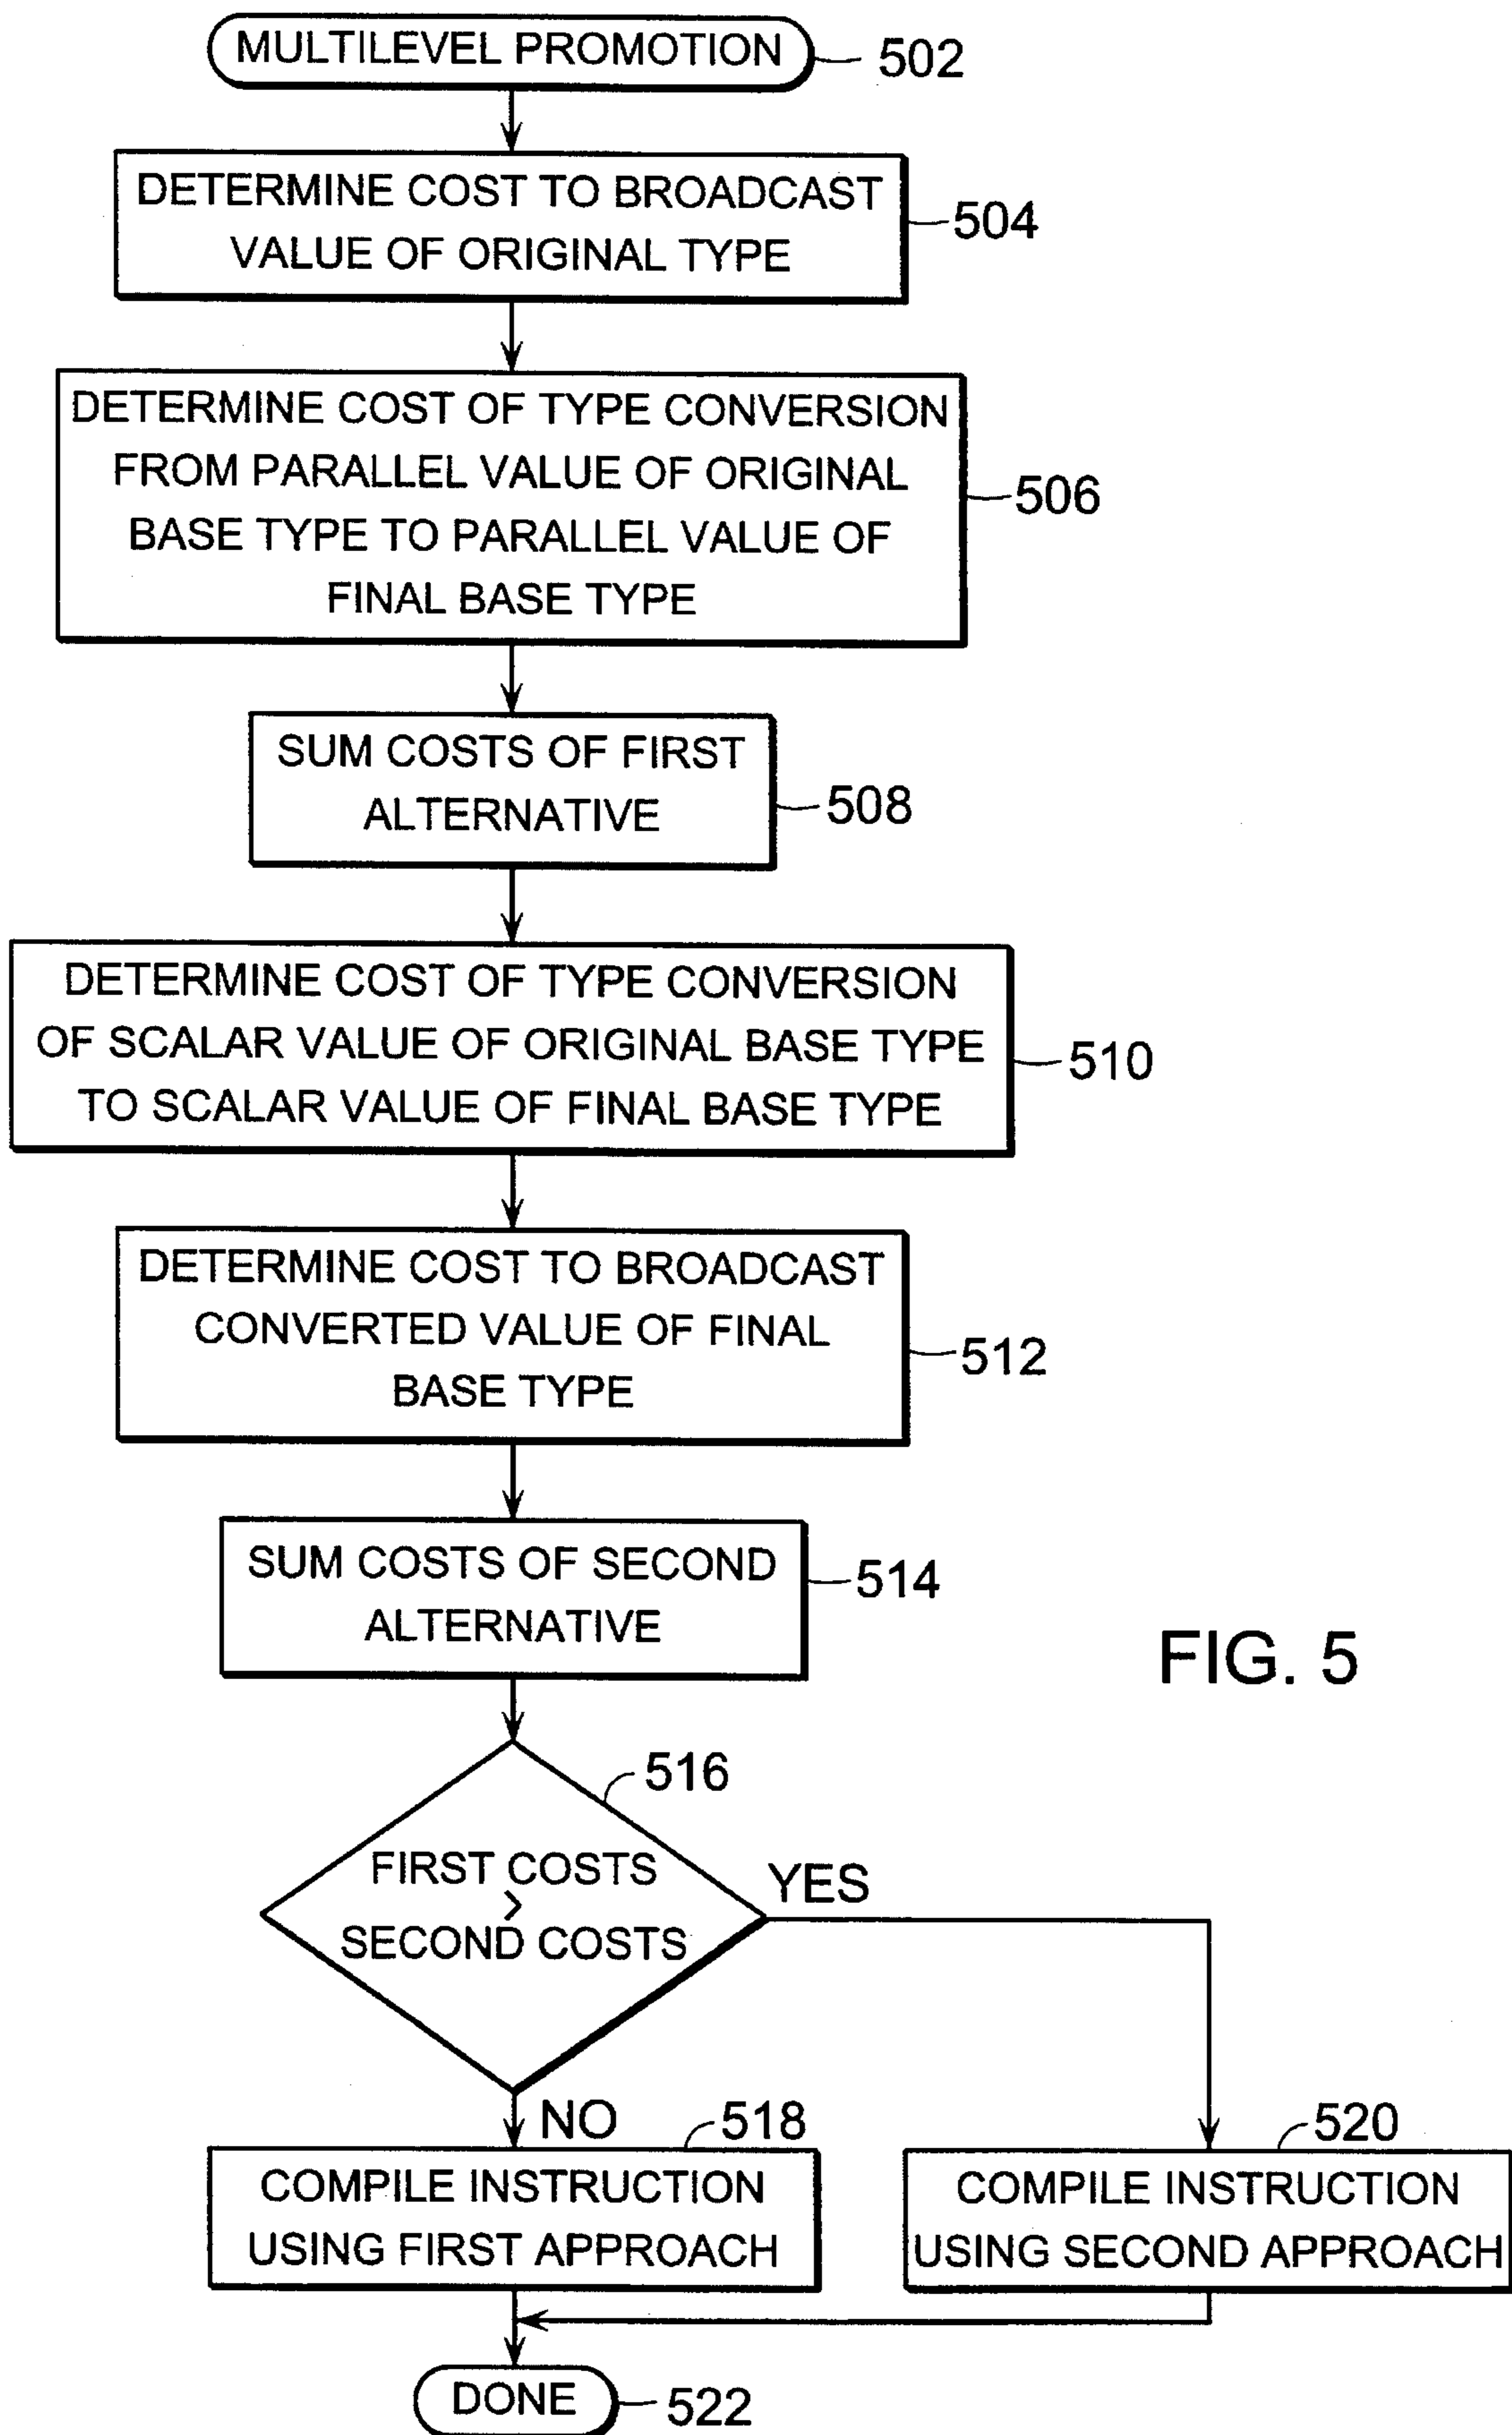 MULTILEVEL PROMOTION
502
DETERMINE COST TO BROADCAST
VALUE OF ORIGINAL TYPE
504
DETERMINE COST OF TYPE CONVERSION
FROM PARALLEL VALUE OF ORIGINAL
BASE TYPE TO PARALLEL VALUE OF
FINAL BASE TYPE
506
SUM COSTS OF FIRST
ALTERNATIVE
508
DETERMINE COST OF TYPE CONVERSION
OF SCALAR VALUE OF ORIGINAL BASE TYPE
TO SCALAR VALUE OF FINAL BASE TYPE
510
DETERMINE COST TO BROADCAST
CONVERTED VALUE OF FINAL
BASE TYPE
512
SUM COSTS OF SECOND
ALTERNATIVE
514
FIG. 5
516
FIRST COSTS
>
SECOND COSTS
YES
NO
518
COMPILE INSTRUCTION
USING FIRST APPROACH
520
COMPILE INSTRUCTION
USING SECOND APPROACH
DONE
522